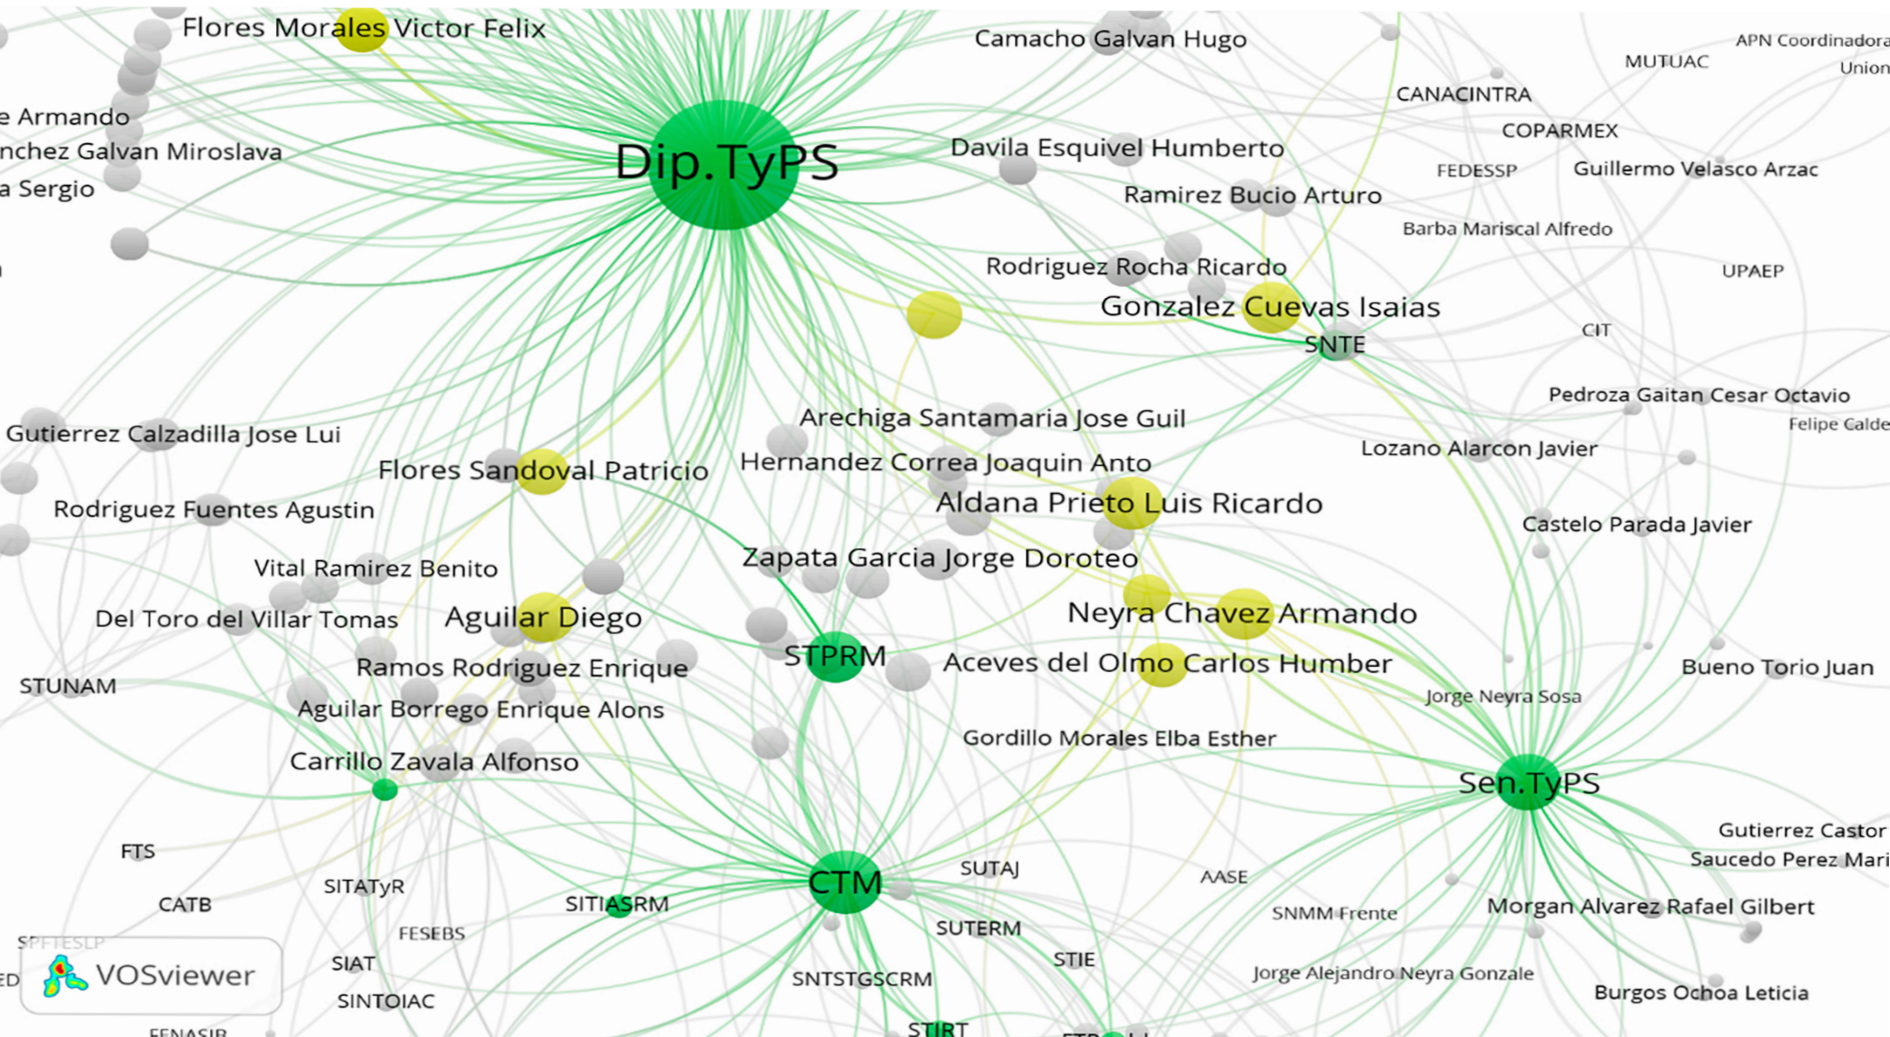 Flores Morales Victor Felix
Camacho Galvan Hugo
APN Coordinadora
MUTUAC
Union
CANACINTRA
e Armando
COPARMEX
Dip.TyPS
Davila Esquivel Humberto
nchez Galvan Miroslava
FEDESSP
Guillermo Velasco Arzac
a Sergio
Ramirez Bucio Arturo
Barba Mariscal Alfredo
Rodriguez Rocha Ricardo
UPAEP
Gonzalez Cuevas Isaias
CIT
SNTE
Pedroza Gaitan Cesar Octavio
Arechiga Santamaria Jose Guil
Felipe Calde
Gutierrez Calzadilla Jose Lui
Lozano Alarcon Javier
Flores Sandoval Patricio
Hernandez Correa Joaquin Anto
Rodriguez Fuentes Agustin
Aldana Prieto Luis Ricardo
Castelo Parada Javier
Vital Ramirez Benito
Zapata Garcia Jorge Doroteo
Del Toro del Villar Tomas
Aguilar Diego
Neyra Chavez Armando
STPRM
Ramos Rodriguez Enrique
Aceves del Olmo Carlos Humber
Bueno Torio Juan
STUNAM
Jorge Neyra Sosa
Aguilar Borrego Enrique Alons
Gordillo Morales Elba Esther
Carrillo Zavala Alfonso
Sen.TyPS
Gutierrez Castor
FTS
Saucedo Perez Mari
SUTAJ
AASE
CTM
SITATyR
CATB
SITIASRM
Morgan Alvarez Rafael Gilbert
SNMM Frente
SUTERM
FESEBS
SPFTESLP
STIE
SIAT
Jorge Alejandro Neyra Gonzale
ED
VOSviewer
SNTSTGSCRM
Burgos Ochoa Leticia
SINTOIAC
STIRT
FENASIB